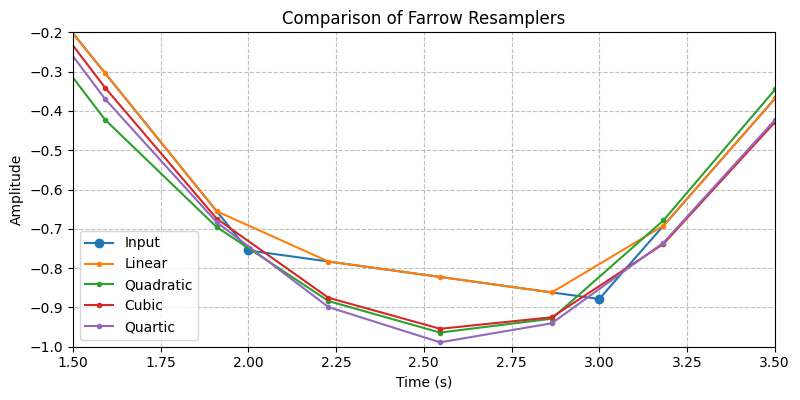 Comparison of Farrow Resamplers
−0.2
−0.3
−0.4
−0.5
−0.6
−0.7
−0.8
−0.9
−1.0
Amplitude
Input
Linear
Quadratic
Cubic
Quartic
1.50 1.75 2.00 2.25 2.50 2.75 3.00 3.25 3.50
Time (s)